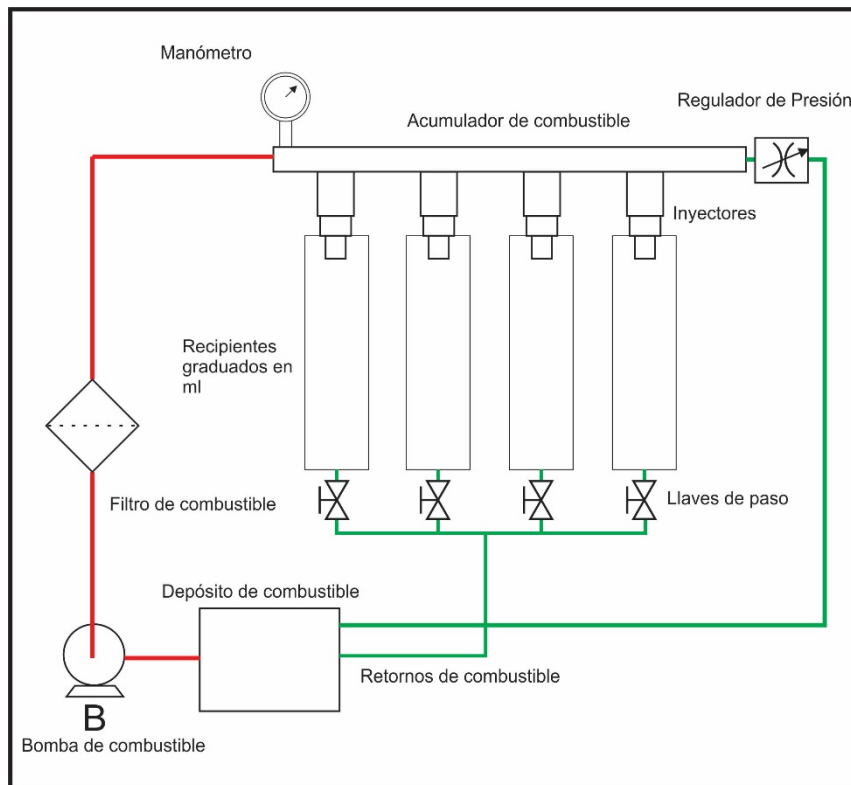 Manómetro
Regulador de Presión
Acumulador de combustible
Inyectores
Recipientes
graduados en
ml
Filtro de combustible
Llaves de paso
Depósito de combustible
Retornos de combustible
B
Bomba de combustible